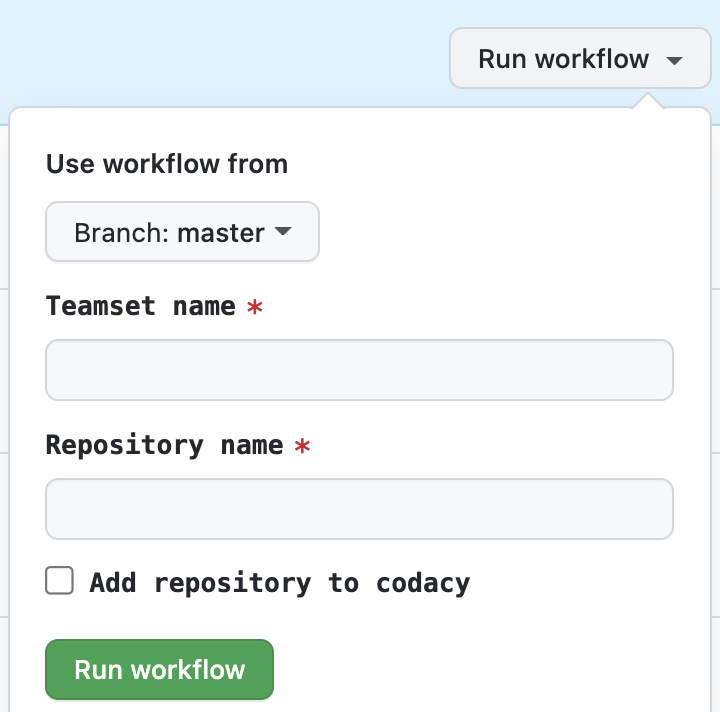 Run workflow
Use workflow from
Branch: master
Teamset name *
Repository name *
Add repository to codacy
Run workflow